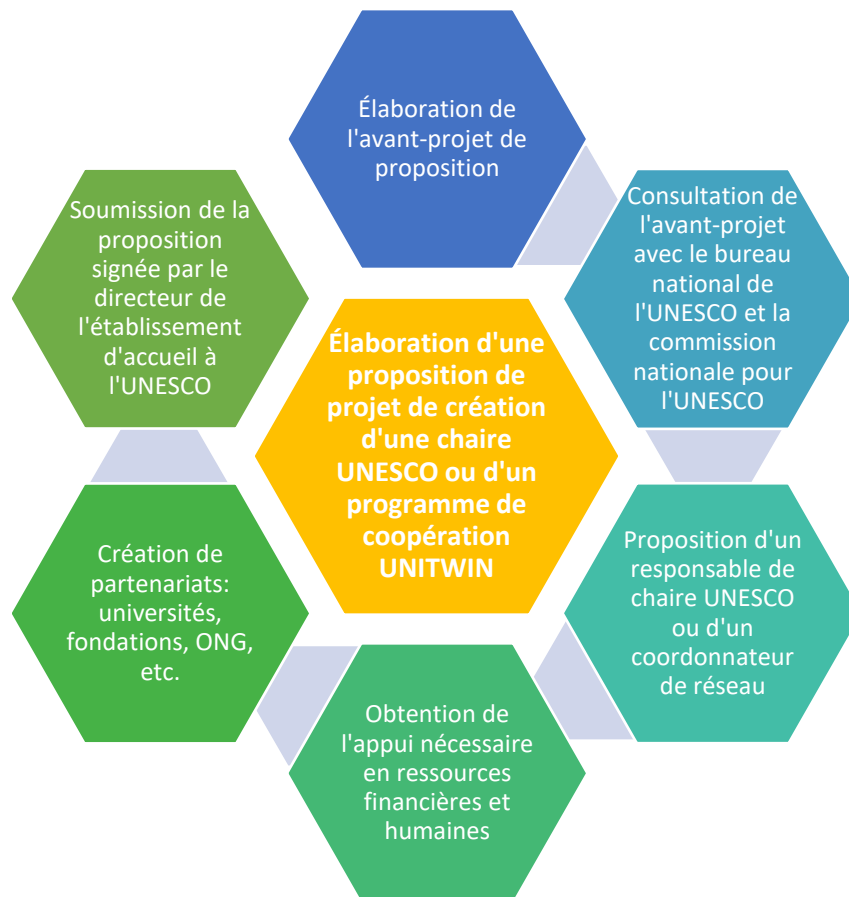 Élaboration de
l'avant-projet de
proposition
Consultation de
l'avant-projet
avec le bureau
national de
l'UNESCO et la
commission
nationale pour
l'UNESCO
Proposition d'un
responsable de
chaire UNESCO
ou d'un
coordonnateur
de réseau
Obtention de
l'appui nécessaire
en ressources
financières et
humaines
Création de
partenariats:
universités,
fondations, ONG,
etc.
Soumission de la
proposition
signée par le
directeur de
l'établissement
d'accueil à
l'UNESCO
Élaboration d'une
proposition de
projet de création
d'une chaire
UNESCO ou d'un
programme de
coopération
UNITWIN